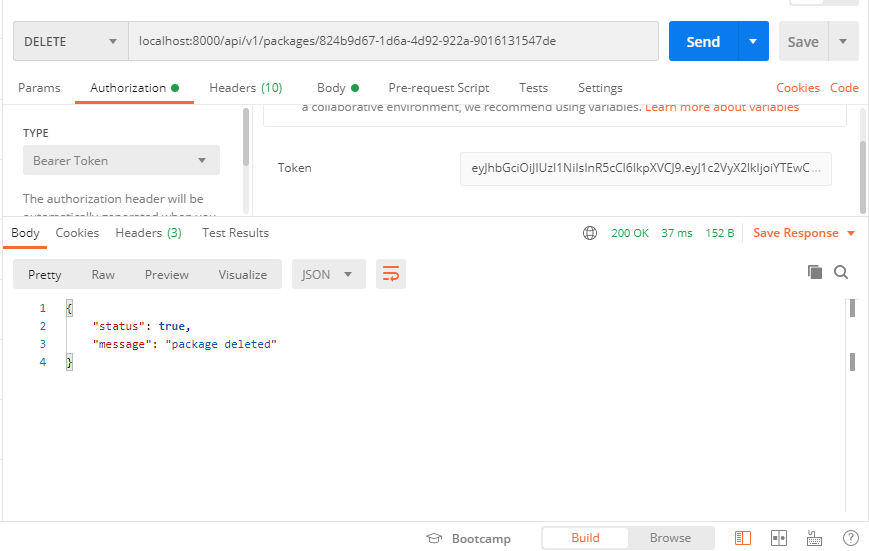 DELETE localhost:8000/api/v1/packages/824b9d67-1d6a-4d92-922a-9016131547de Send Save
Params Authorization Headers (10) Body Pre-request Script Tests Settings Cookies Code
a collaborative environment, we recommend using variables. Learn more about variables
TYPE
Bearer Token
Token eyJhbGciOiJIUzI1NiIsInR5cCI6IkpXVCJ9.eyJ1c2VyX2lkIjoiYTEwC...
The authorization header will be
automatically generated when you
Body Cookies Headers (3) Test Results 200 OK 37 ms 152 B Save Response
Pretty Raw Preview Visualize JSON
1 {
2 "status": true,
3 "message": "package deleted"
4 }
Bootcamp Build Browse